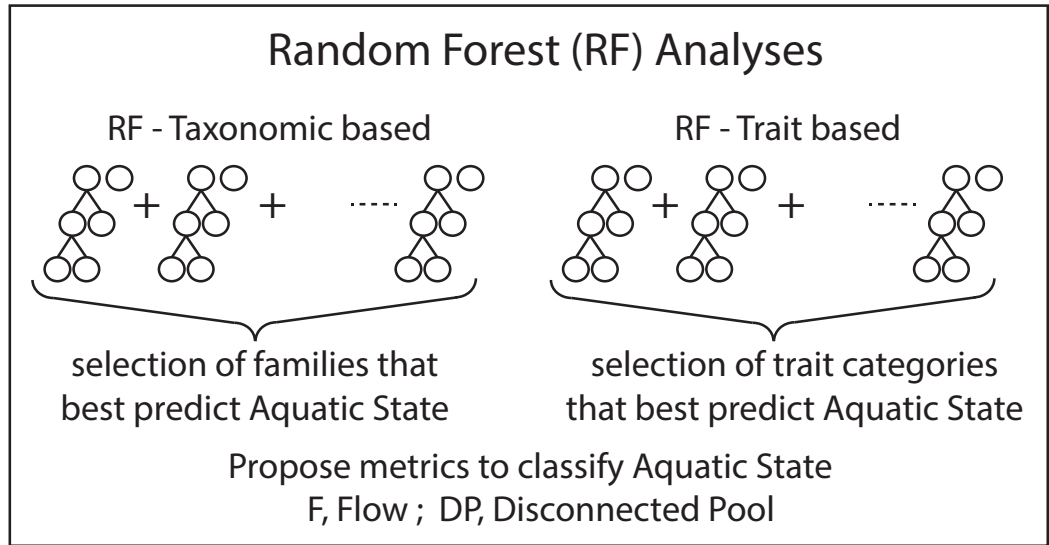 Random Forest (RF) Analyses
RF - Taxonomic based
RF - Trait based
+ + ......
+ + ......
selection of families that
best predict Aquatic State
selection of trait categories
that best predict Aquatic State
Propose metrics to classify Aquatic State
F, Flow ; DP, Disconnected Pool